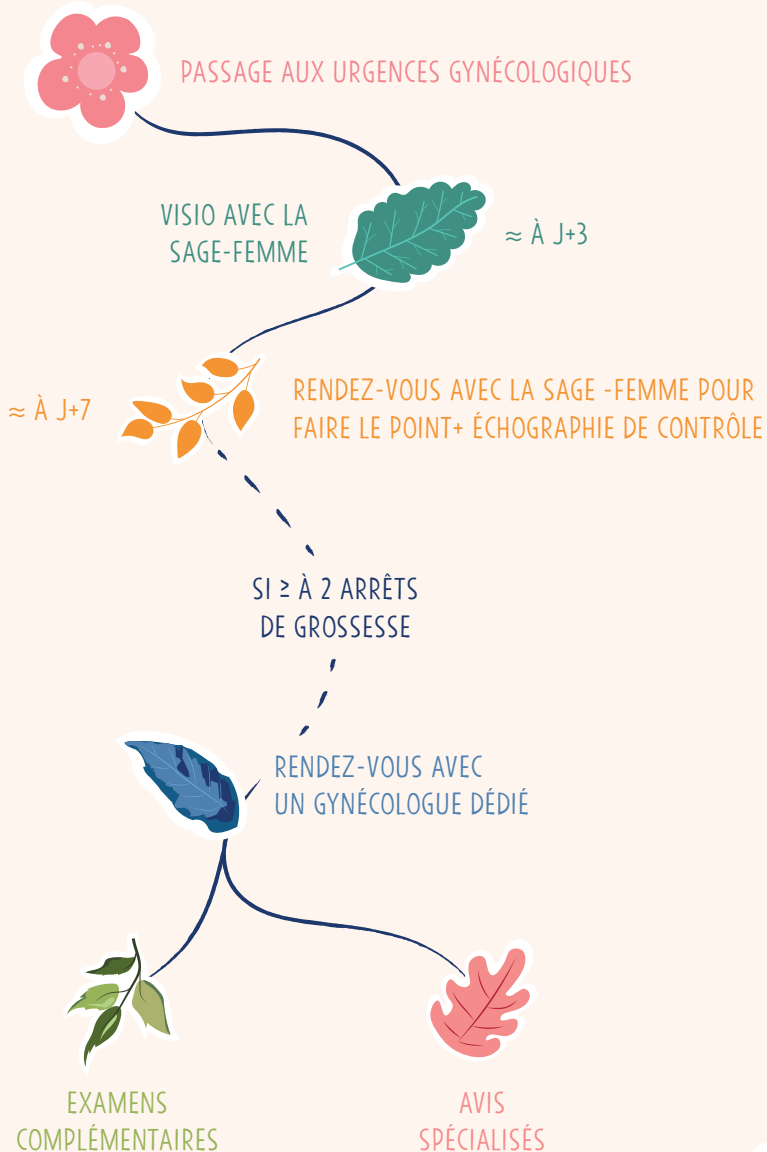 PASSAGE AUX URGENCES GYNÉCOLOGIQUES
VISIO AVEC LA
SAGE-FEMME
≈ À J+3
≈ À J+7
RENDEZ-VOUS AVEC LA SAGE -FEMME POUR
FAIRE LE POINT+ ÉCHOGRAPHIE DE CONTRÔLE
SI ≥ À 2 ARRÊTS
DE GROSSESSE
RENDEZ-VOUS AVEC
UN GYNÉCOLOGUE DÉDIÉ
EXAMENS
COMPLÉMENTAIRES
AVIS
SPÉCIALISÉS